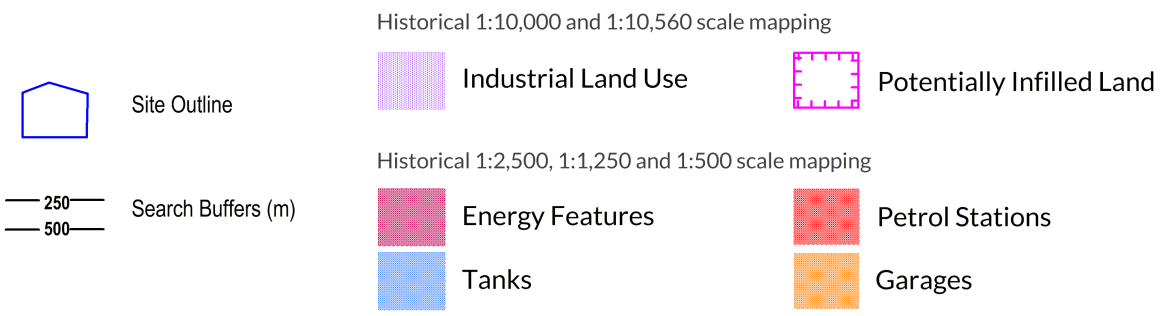 Historical 1:10,000 and 1:10,560 scale mapping
Industrial Land Use
Potentially Infilled Land
Site Outline
Historical 1:2,500, 1:1,250 and 1:500 scale mapping
250
500
Search Buffers (m)
Energy Features
Petrol Stations
Tanks
Garages